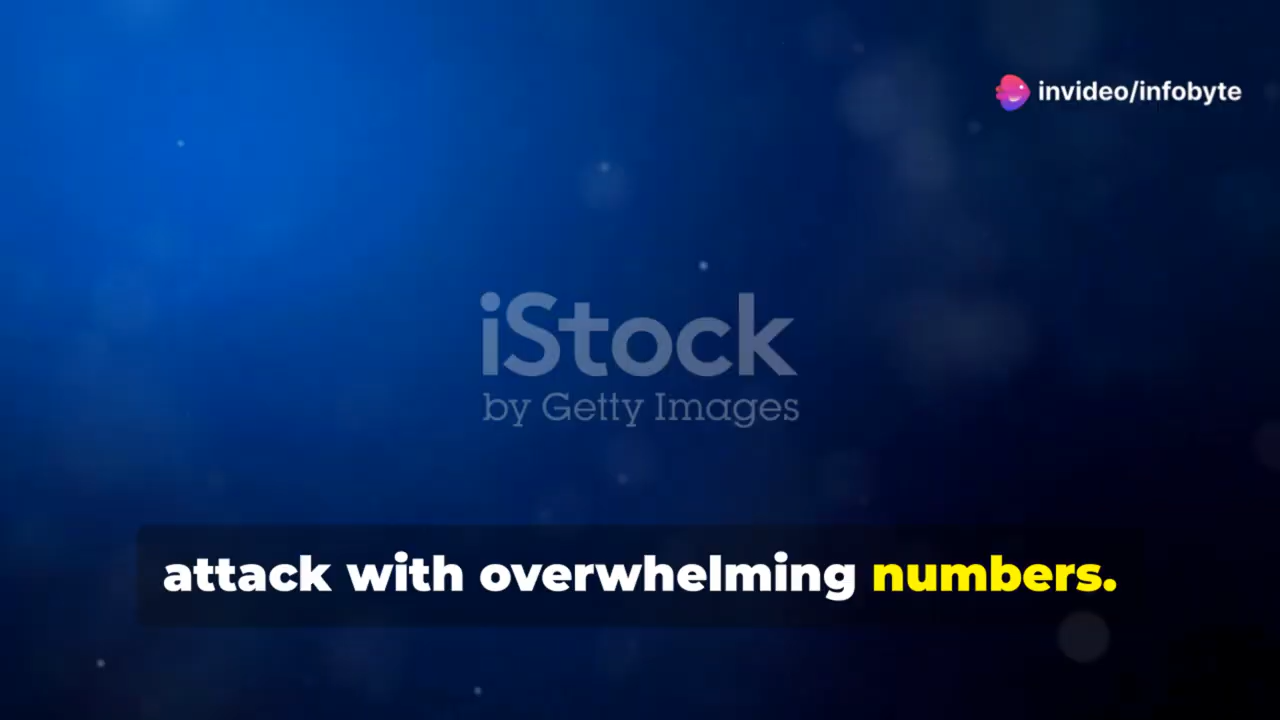 invideo/infobyte
iStock
by Getty Images
attack with overwhelming numbers.